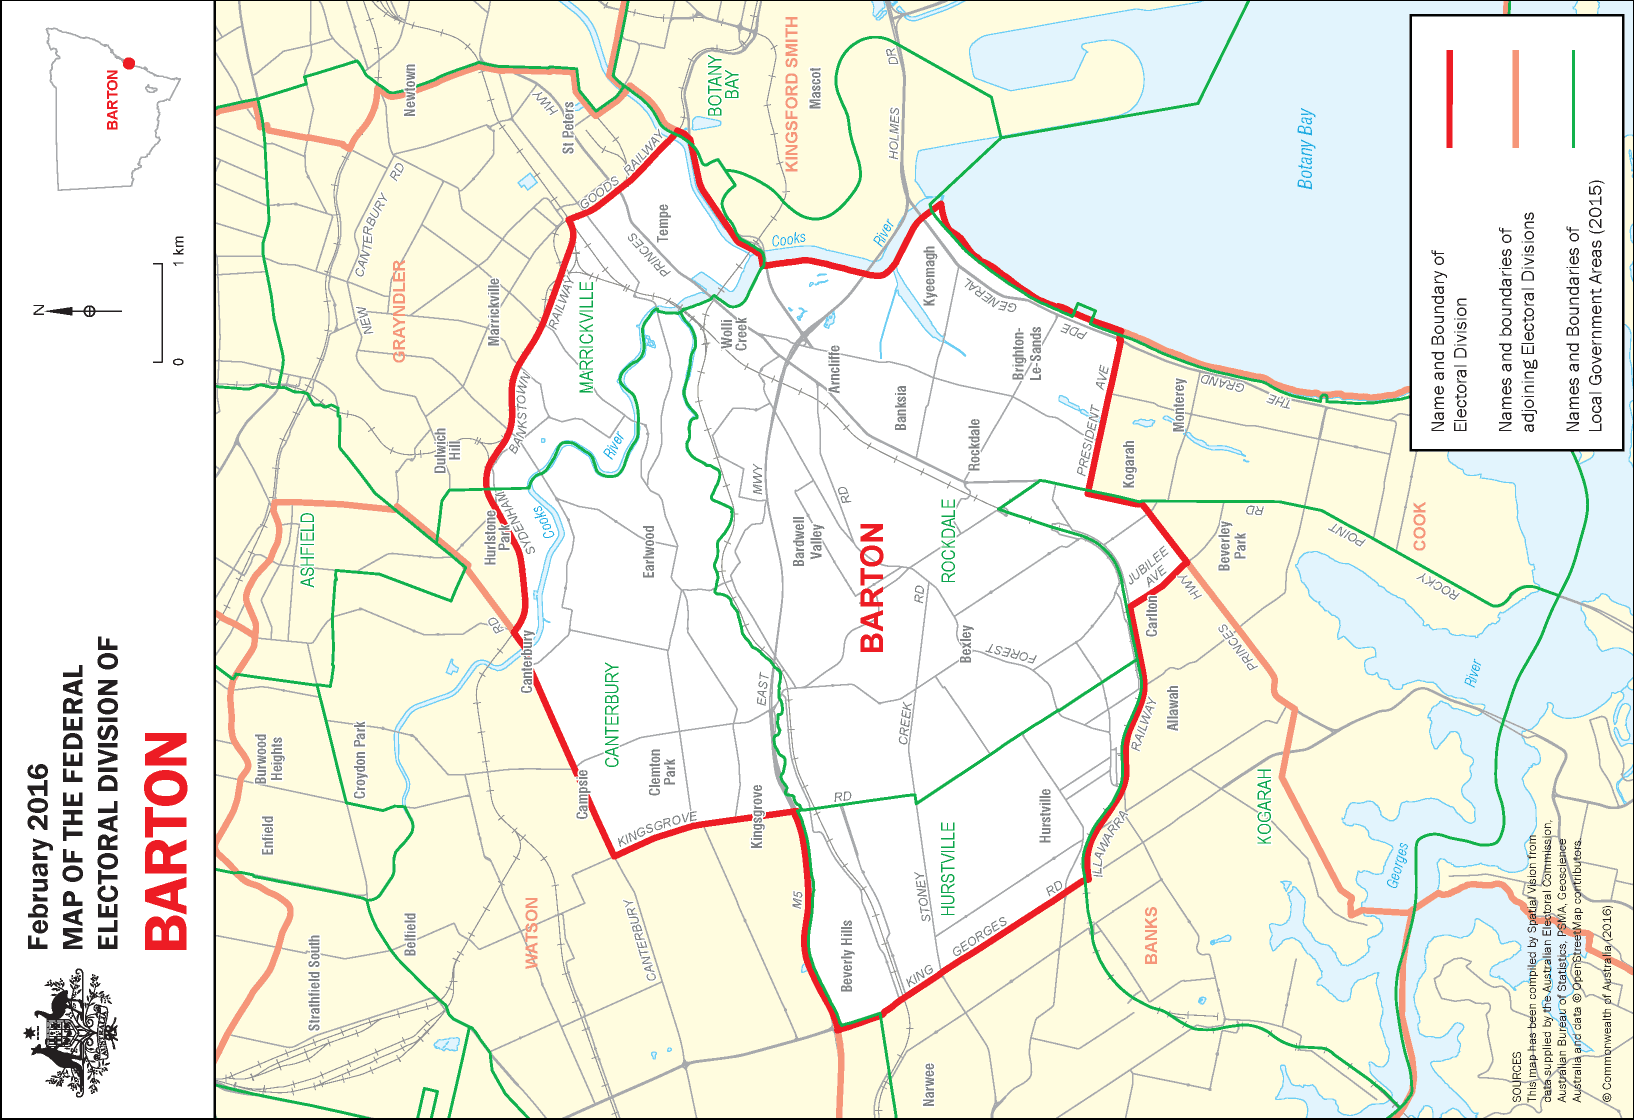 February 2016
MAP OF THE FEDERAL
ELECTORAL DIVISION OF
BARTON
BARTON
N
0
1 km
Strathfield South
Belfield
Enfield
Burwood
Heights
Croydon Park
ASHFIELD
Hurlstone
Park
Dulwich
Hill
Marrickville
GRAYNDLER
NEW
CANTERBURY
RD
Newtown
HWY
St Peters
BOTANY
BAY
KINGSFORD SMITH
Mascot
HOLMES
DR
GOODS
RAILWAY
Tempe
PRINCES
MARRICKVILLE
RAILWAY
BANKSTOWN
SYDENHAM
Cooks
River
Cooks
River
Wolli
Creek
Arncliffe
Kyeemagh
GENERAL
Brighton-
Le-Sands
PDE
Banksia
Rockdale
PRESIDENT
AVE
Kogarah
Monterey
THE
GRAND
Botany Bay
RD
Canterbury
Campsie
CANTERBURY
Clemton
Park
Earlwood
Bardwell
Valley
MWY
EAST
RD
BARTON
ROCKDALE
Bexley
RD
CREEK
FOREST
KINGSGROVE
Kingsgrove
RD
WATSON
CANTERBURY
M5
Beverly Hills
STONEY
HURSTVILLE
Hurstville
KING
GEORGES
RD
ILLAWARRA
RAILWAY
Allawah
Carlton
JUBILEE
AVE
HWY
PRINCES
Beverley
Park
RD
POINT
ROCKY
COOK
KOGARAH
BANKS
Narwee
River
Georges
Name and Boundary of
Electoral Division
Names and boundaries of
adjoining Electoral Divisions
Names and Boundaries of
Local Government Areas (2015)
SOURCES
This map has been compiled by Spatial Vision from
data supplied by the Australian Electoral Commission,
Australian Bureau of Statistics, PSMA, Geoscience
Australia and data © OpenStreetMap contributors.
© Commonwealth of Australia (2016)